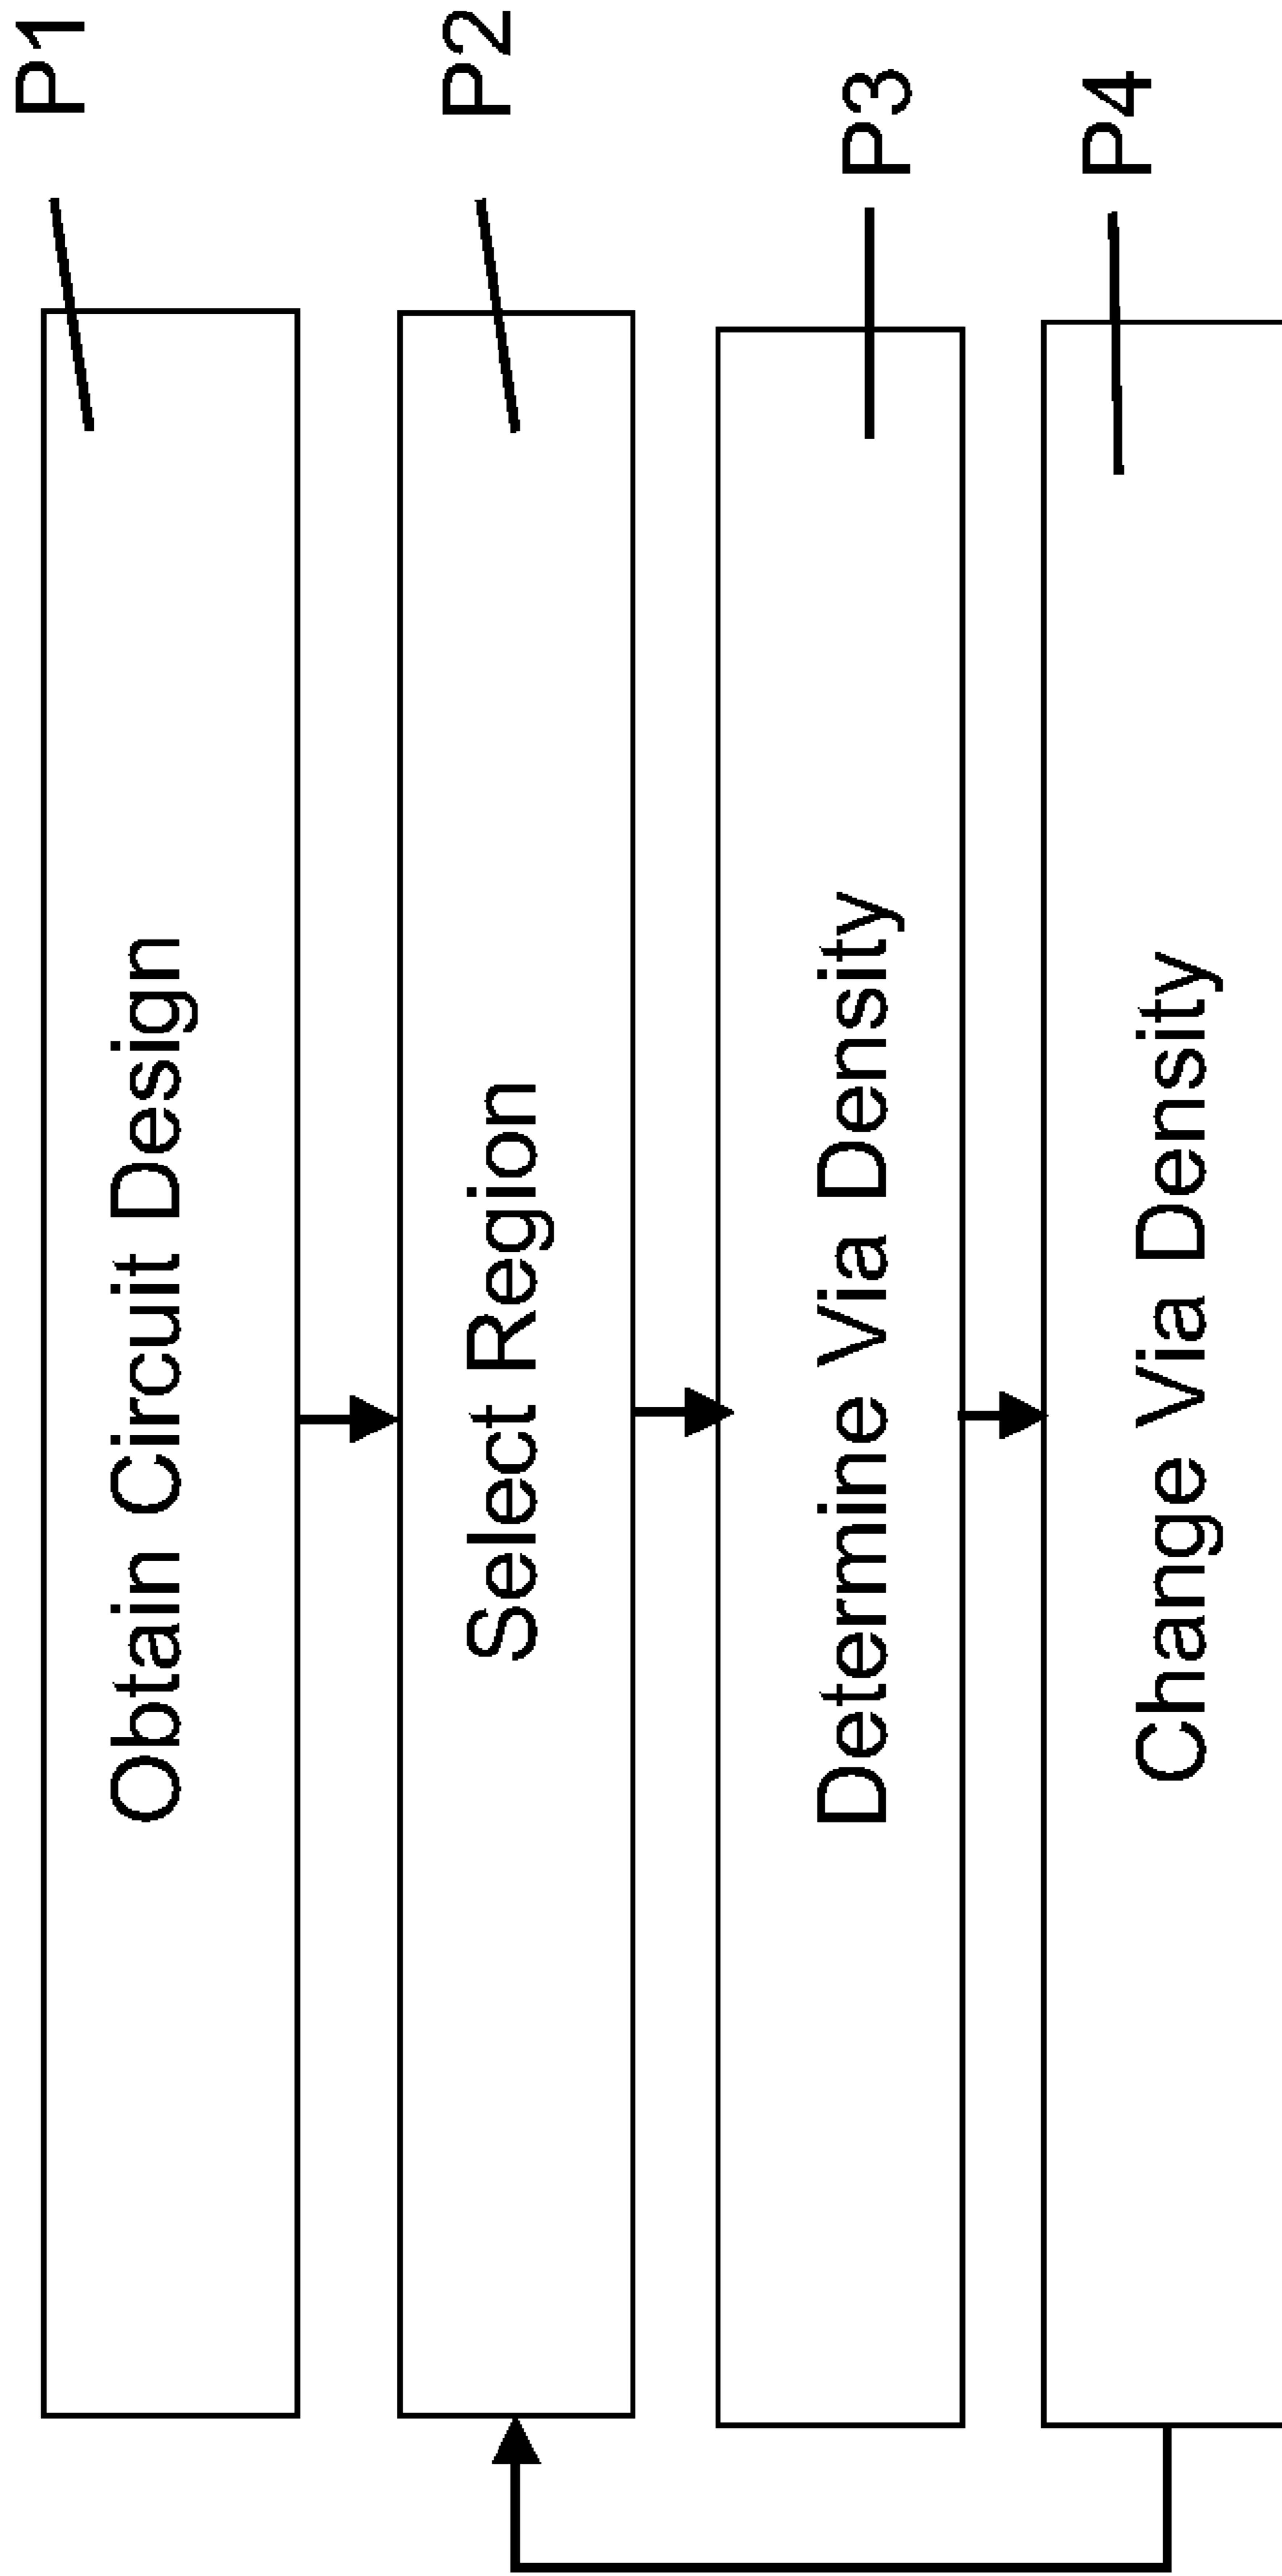 Obtain Circuit Design
P1
Select Region
P2
Determine Via Density
P3
Change Via Density
P4